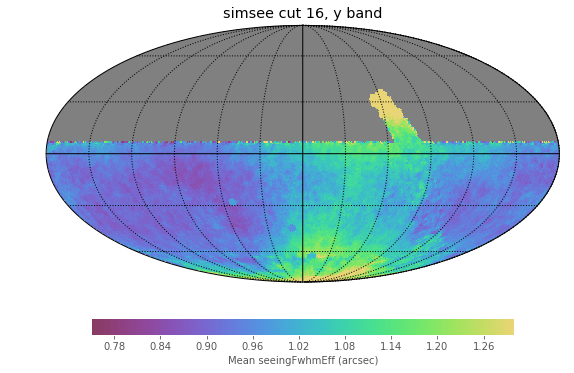 simsee cut 16, y band
0.78 0.84 0.90 0.96 1.02 1.08 1.14 1.20 1.26
Mean seeingFwhmEff (arcsec)